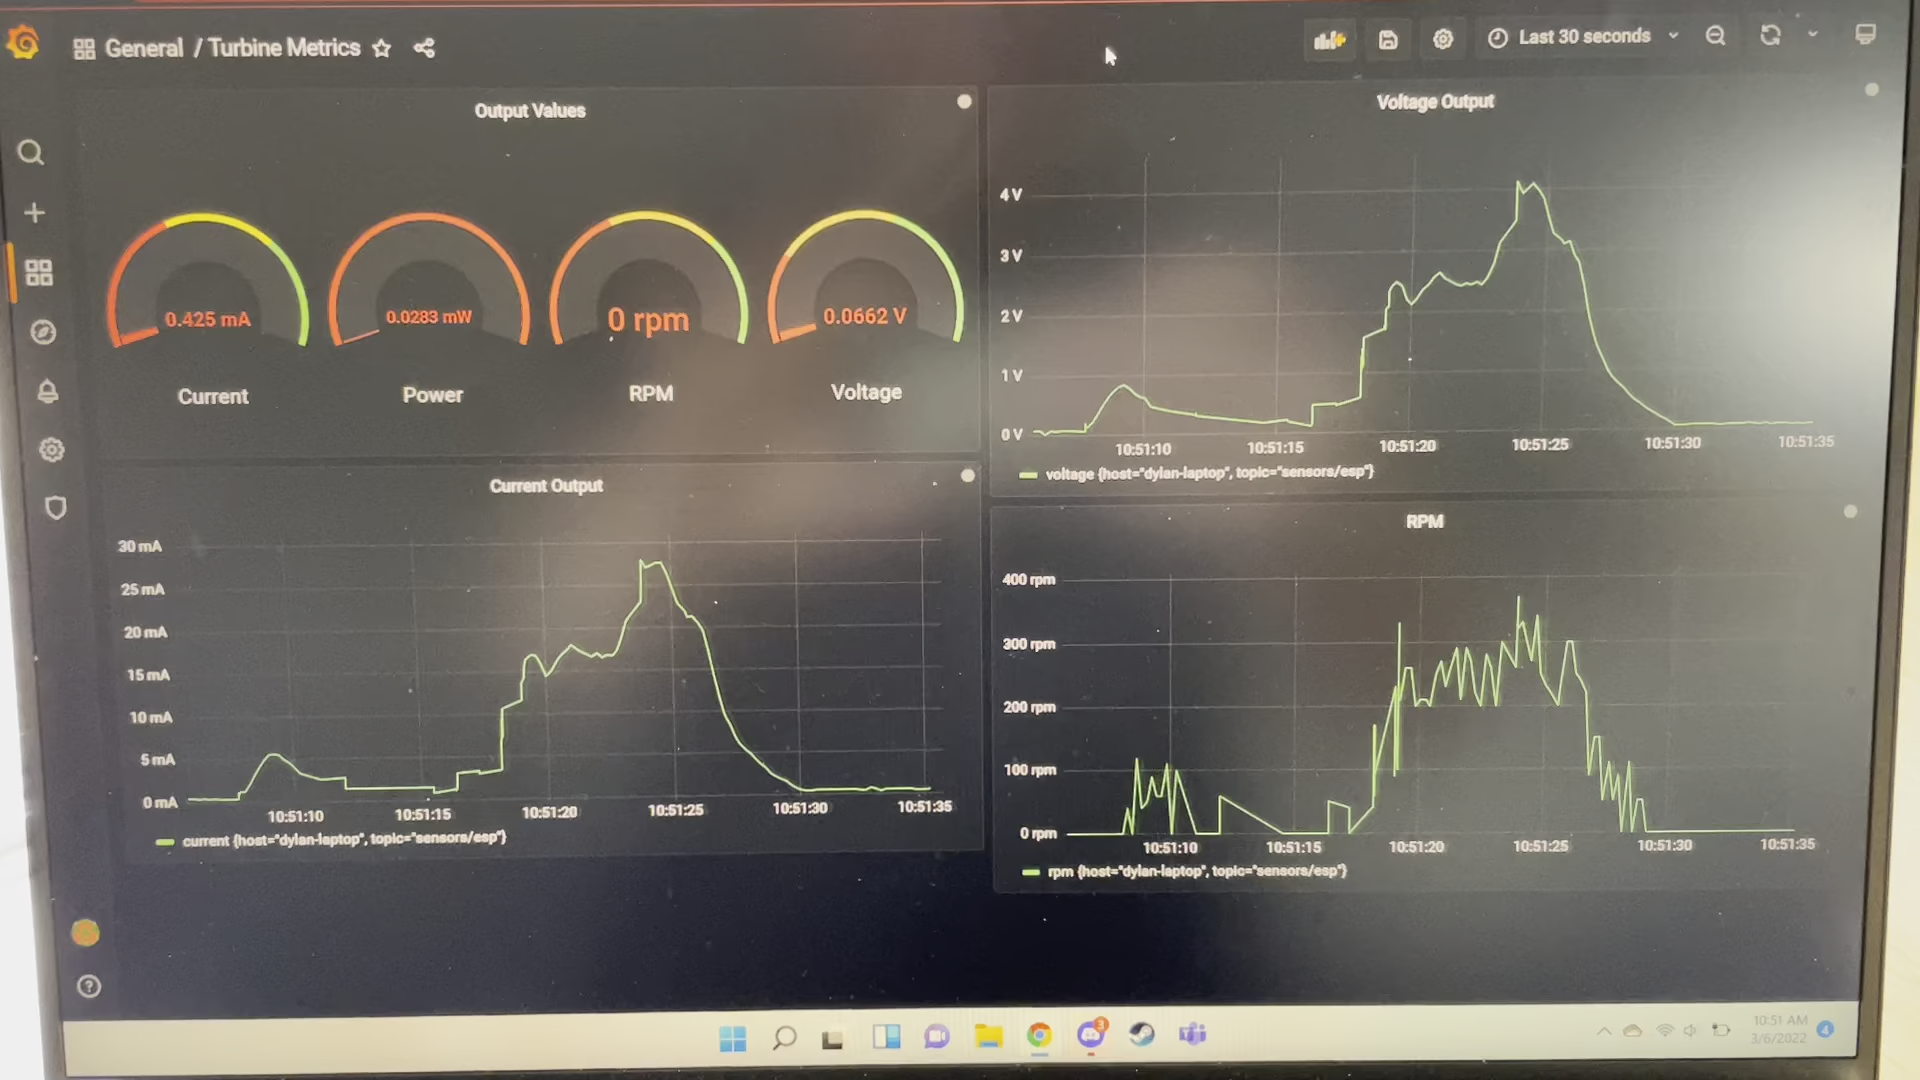 General / Turbine Metrics
Last 30 seconds
Output Values
0.425 mA
0.0283 mW
0 rpm
0.0662 V
Current
Power
RPM
Voltage
Voltage Output
4 V
3 V
2 V
1 V
0 V
10:51:10 10:51:15 10:51:20 10:51:25 10:51:30 10:51:35
voltage {host="dylan-laptop", topic="sensors/esp"}
Current Output
30 mA
25 mA
20 mA
15 mA
10 mA
5 mA
0 mA
10:51:10 10:51:15 10:51:20 10:51:25 10:51:30 10:51:35
current {host="dylan-laptop", topic="sensors/esp"}
RPM
400 rpm
300 rpm
200 rpm
100 rpm
0 rpm
10:51:10 10:51:15 10:51:20 10:51:25 10:51:30 10:51:35
rpm {host="dylan-laptop", topic="sensors/esp"}
3
10:51 AM
3/6/2022
4